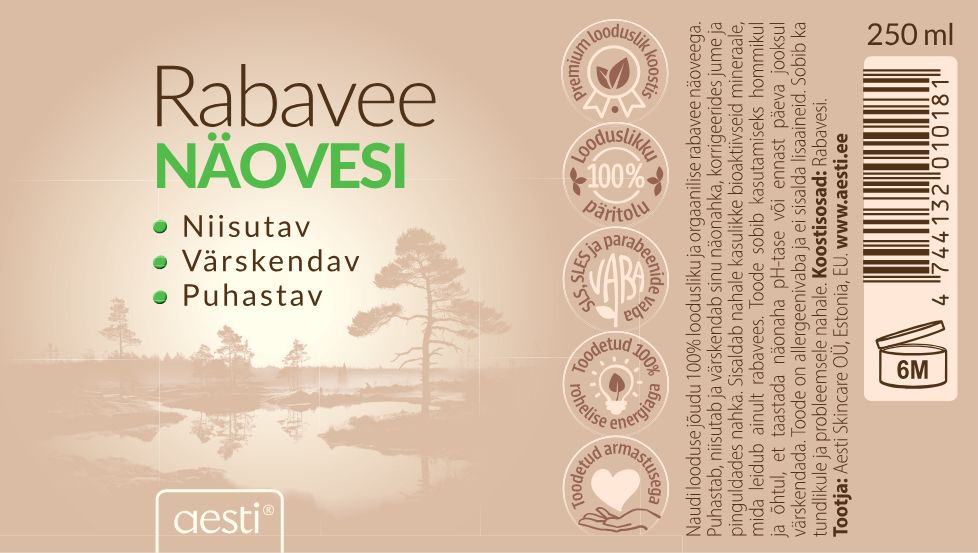 Rabavee
NÄOVESI
Niisutav
Värskendav
Puhastav
aesti®
Premium looduslik koostis
Looduslikku
100%
päritolu
SLS, SLES ja parabeenide vaba
VABA
Toodetud 100%
rohelise energiaga
Toodetud armastusega
Naudi looduse jõudu 100% loodusliku ja orgaanilise rabavee näoveega.
Puhastab, niisutab ja värskendab sinu näonahka, korrigeerides jume ja
pinguldades nahka. Sisaldab nahale kasulikke bioaktiivseid mineraale,
mida leidub ainult rabavees. Toode sobib kasutamiseks hommikul
ja õhtul, et taastada näonaha pH-tase või ennast päeva jooksul
värskendada. Toode on allergeenivaba ja ei sisalda lisaaineid. Sobib ka
tundlikule ja probleemsele nahale. Koostisosad: Rabavesi.
Tootja: Aesti Skincare OÜ, Estonia, EU. www.aesti.ee
250 ml
4 744132 010181
6M